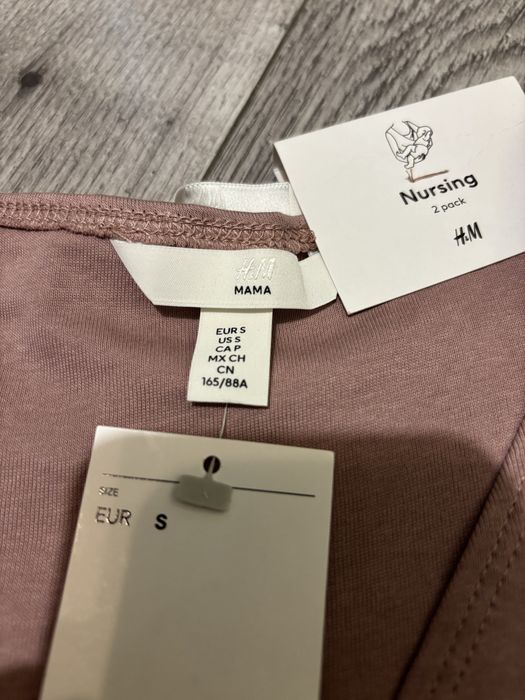 Nursing
2 pack
H&M
H&M
MAMA
EUR S
US S
CA P
MX CH
CN
165/88A
SIZE
EUR S